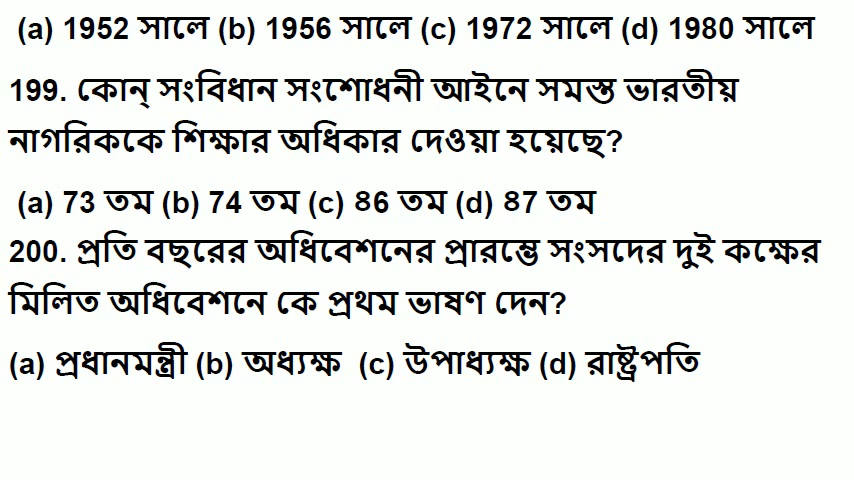 (a) 1952 সালে (b) 1956 সালে (c) 1972 সালে (d) 1980 সালে
199. কোন্ সংবিধান সংশোধনী আইনে সমস্ত ভারতীয়
নাগরিককে শিক্ষার অধিকার দেওয়া হয়েছে?
(a) 73 তম (b) 74 তম (c) ৪6 তম (d) ৪7 তম
200. প্রতি বছরের অধিবেশনের প্রারম্ভে সংসদের দুই কক্ষের
মিলিত অধিবেশনে কে প্রথম ভাষণ দেন?
(a) প্রধানমন্ত্রী (b) অধ্যক্ষ (c) উপাধ্যক্ষ (d) রাষ্ট্রপতি